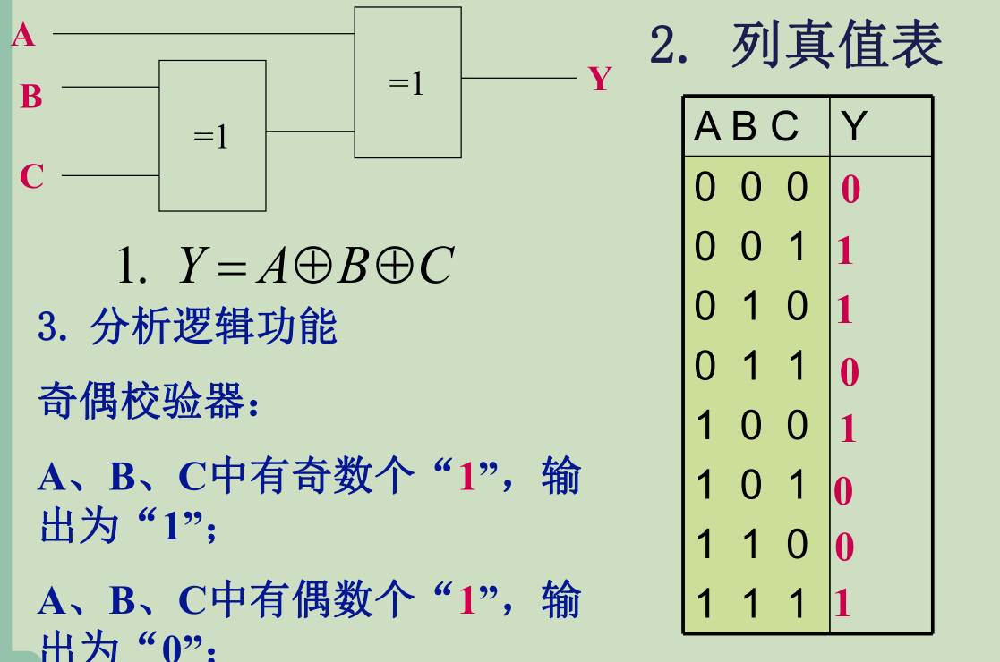 A
B
C
=1
=1
Y
1. Y = A⊕B⊕C
3. 分析逻辑功能
奇偶校验器：
A、B、C中有奇数个“1”，输
出为“1”；
A、B、C中有偶数个“1”，输
出为“0”；
2. 列真值表
A B C Y
0 0 0 0
0 0 1 1
0 1 0 1
0 1 1 0
1 0 0 1
1 0 1 0
1 1 0 0
1 1 1 1